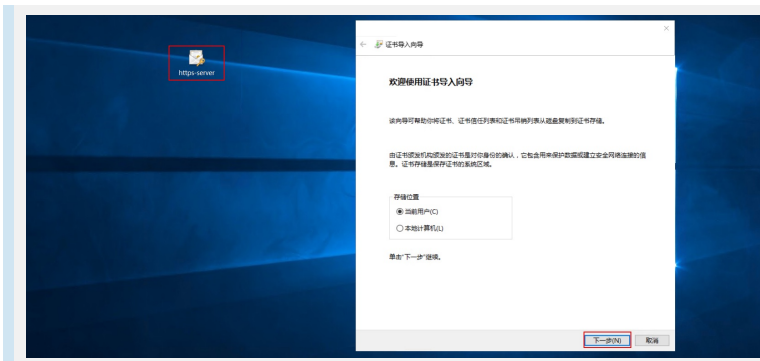 https-server
证书导入向导
欢迎使用证书导入向导
该向导可帮助你将证书、证书信任列表和证书吊销列表从磁盘复制到证书存储。
由证书颁发机构颁发的证书是对你身份的确认，它包含用来保护数据或建立安全网络连接的信
息。证书存储是保存证书的系统区域。
存储位置
当前用户(C)
本地计算机(L)
单击"下一步"继续。
下一步(N)
取消